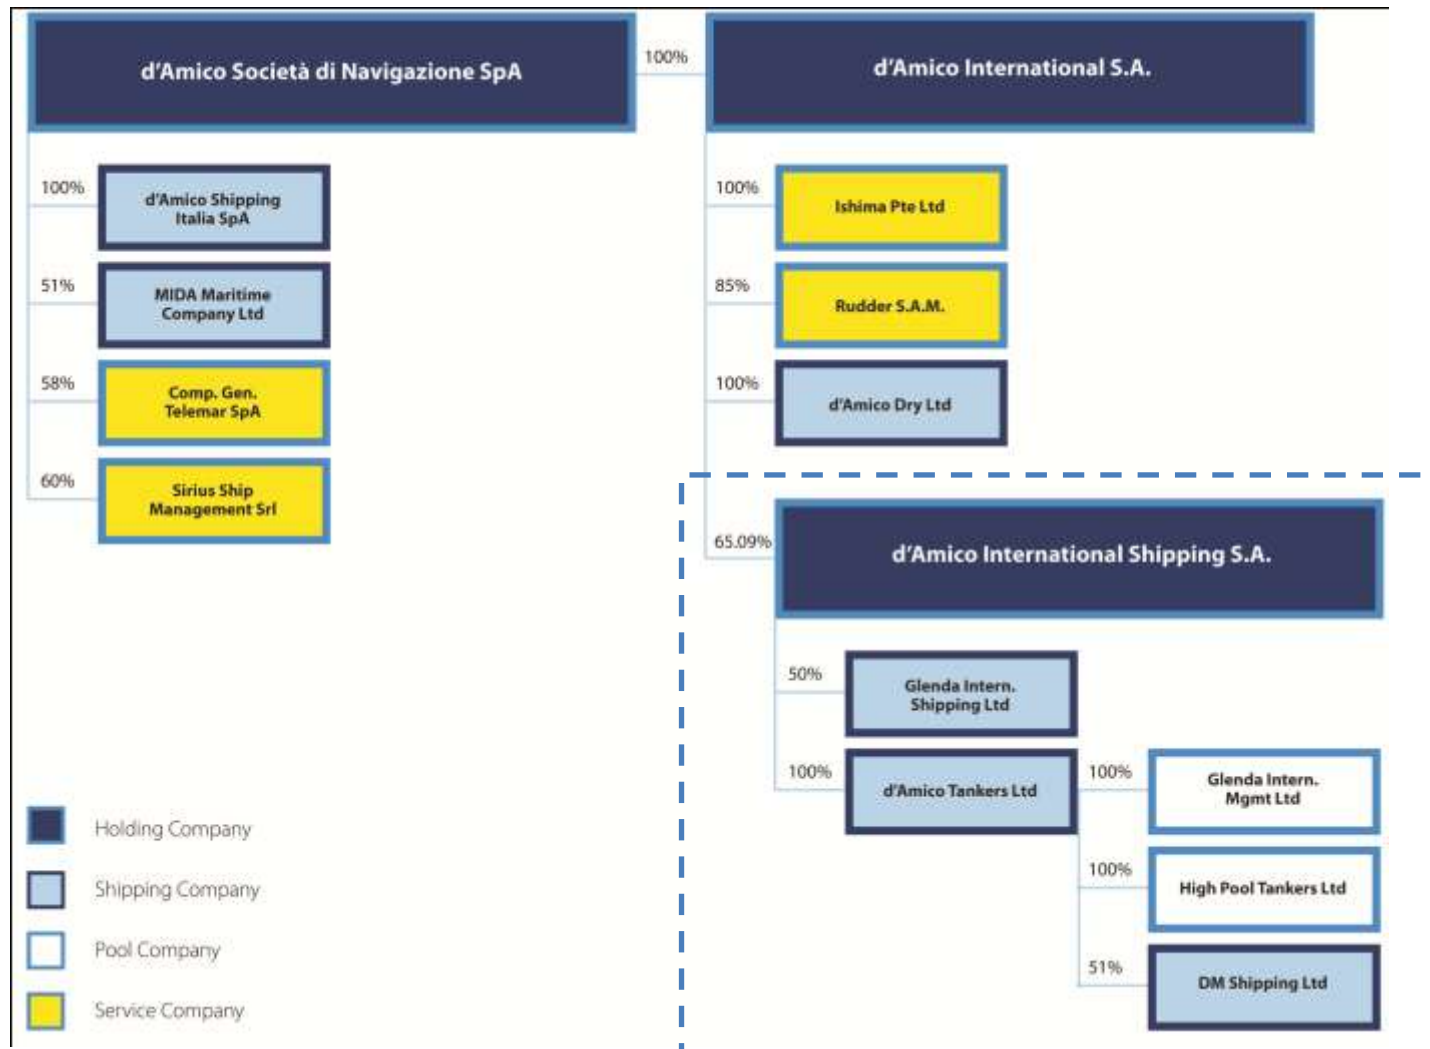 d'Amico Società di Navigazione SpA
100%
d'Amico International S.A.
100%
d'Amico Shipping
Italia SpA
51%
MIDA Maritime
Company Ltd
58%
Comp. Gen.
Telemar SpA
60%
Sirius Ship
Management Srl
100%
Ishima Pte Ltd
85%
Rudder S.A.M.
100%
d'Amico Dry Ltd
65.09%
d'Amico International Shipping S.A.
50%
Glenda Intern.
Shipping Ltd
100%
d'Amico Tankers Ltd
100%
Glenda Intern.
Mgmt Ltd
100%
High Pool Tankers Ltd
51%
DM Shipping Ltd
Holding Company
Shipping Company
Pool Company
Service Company